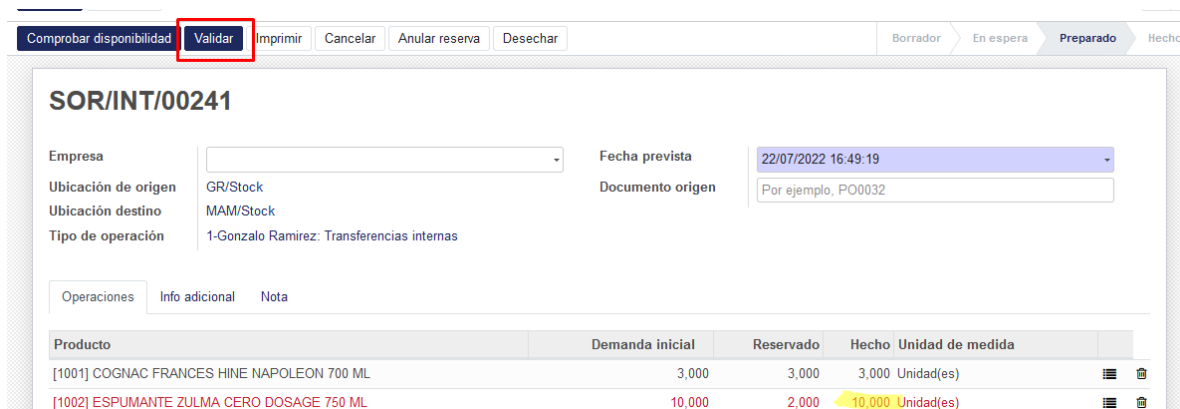 Comprobar disponibilidad Validar Imprimir Cancelar Anular reserva Desechar Borrador En espera Preparado Hecho
SOR/INT/00241
Empresa Fecha prevista 22/07/2022 16:49:19
Ubicación de origen GR/Stock Documento origen Por ejemplo, PO0032
Ubicación destino MAM/Stock
Tipo de operación 1-Gonzalo Ramirez: Transferencias internas
Operaciones Info adicional Nota
Producto Demanda inicial Reservado Hecho Unidad de medida
[1001] COGNAC FRANCES HINE NAPOLEON 700 ML 3,000 3,000 3,000 Unidad(es)
[1002] ESPUMANTE ZULMA CERO DOSAGE 750 ML 10,000 2,000 10,000 Unidad(es)